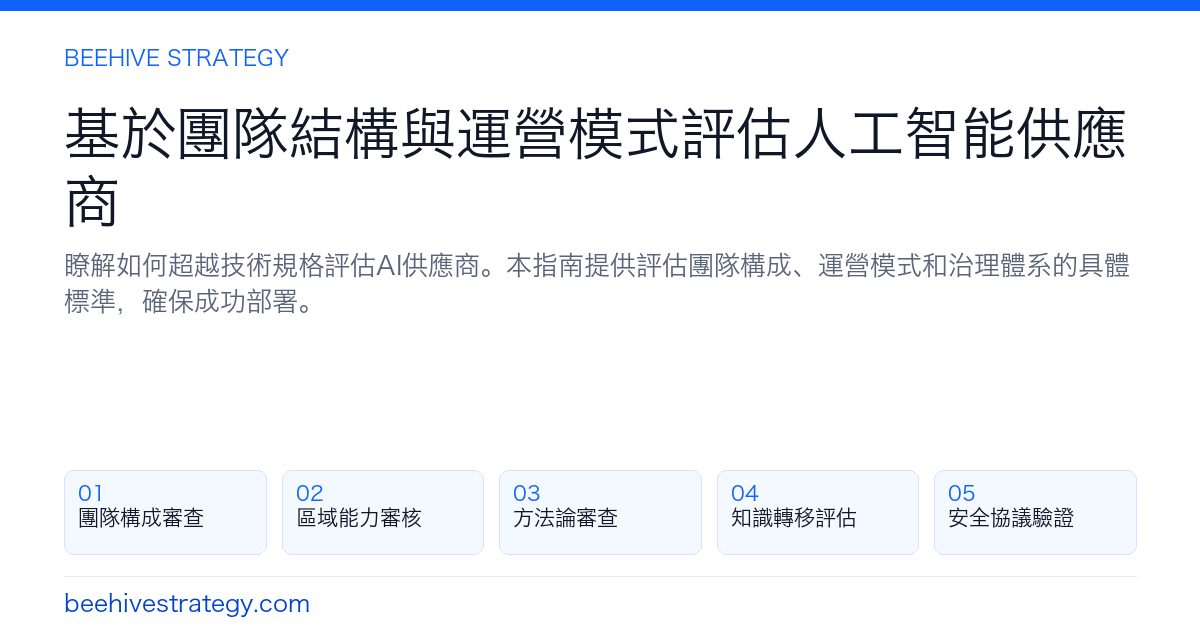 BEEHIVE STRATEGY
基於團隊結構與運營模式評估人工智能供應
商
瞭解如何超越技術規格評估AI供應商。本指南提供評估團隊構成、運營模式和治理體系的具體
標準，確保成功部署。
01
團隊構成審查
02
區域能力審核
03
方法論審查
04
知識轉移評估
05
安全協議驗證
beehivestrategy.com